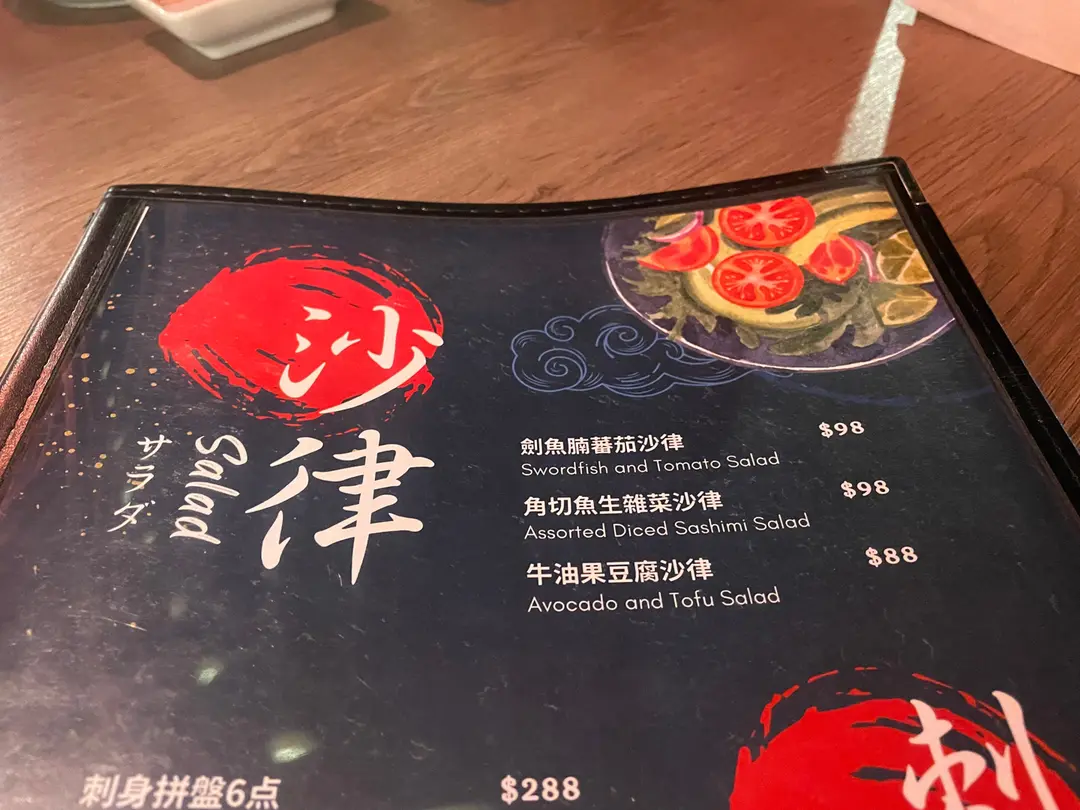 沙律
Salad
サラダ
劍魚腩蕃茄沙律 $98
Swordfish and Tomato Salad
角切魚生雜菜沙律 $98
Assorted Diced Sashimi Salad
牛油果豆腐沙律 $88
Avocado and Tofu Salad
刺
刺身拼盤6点 $288